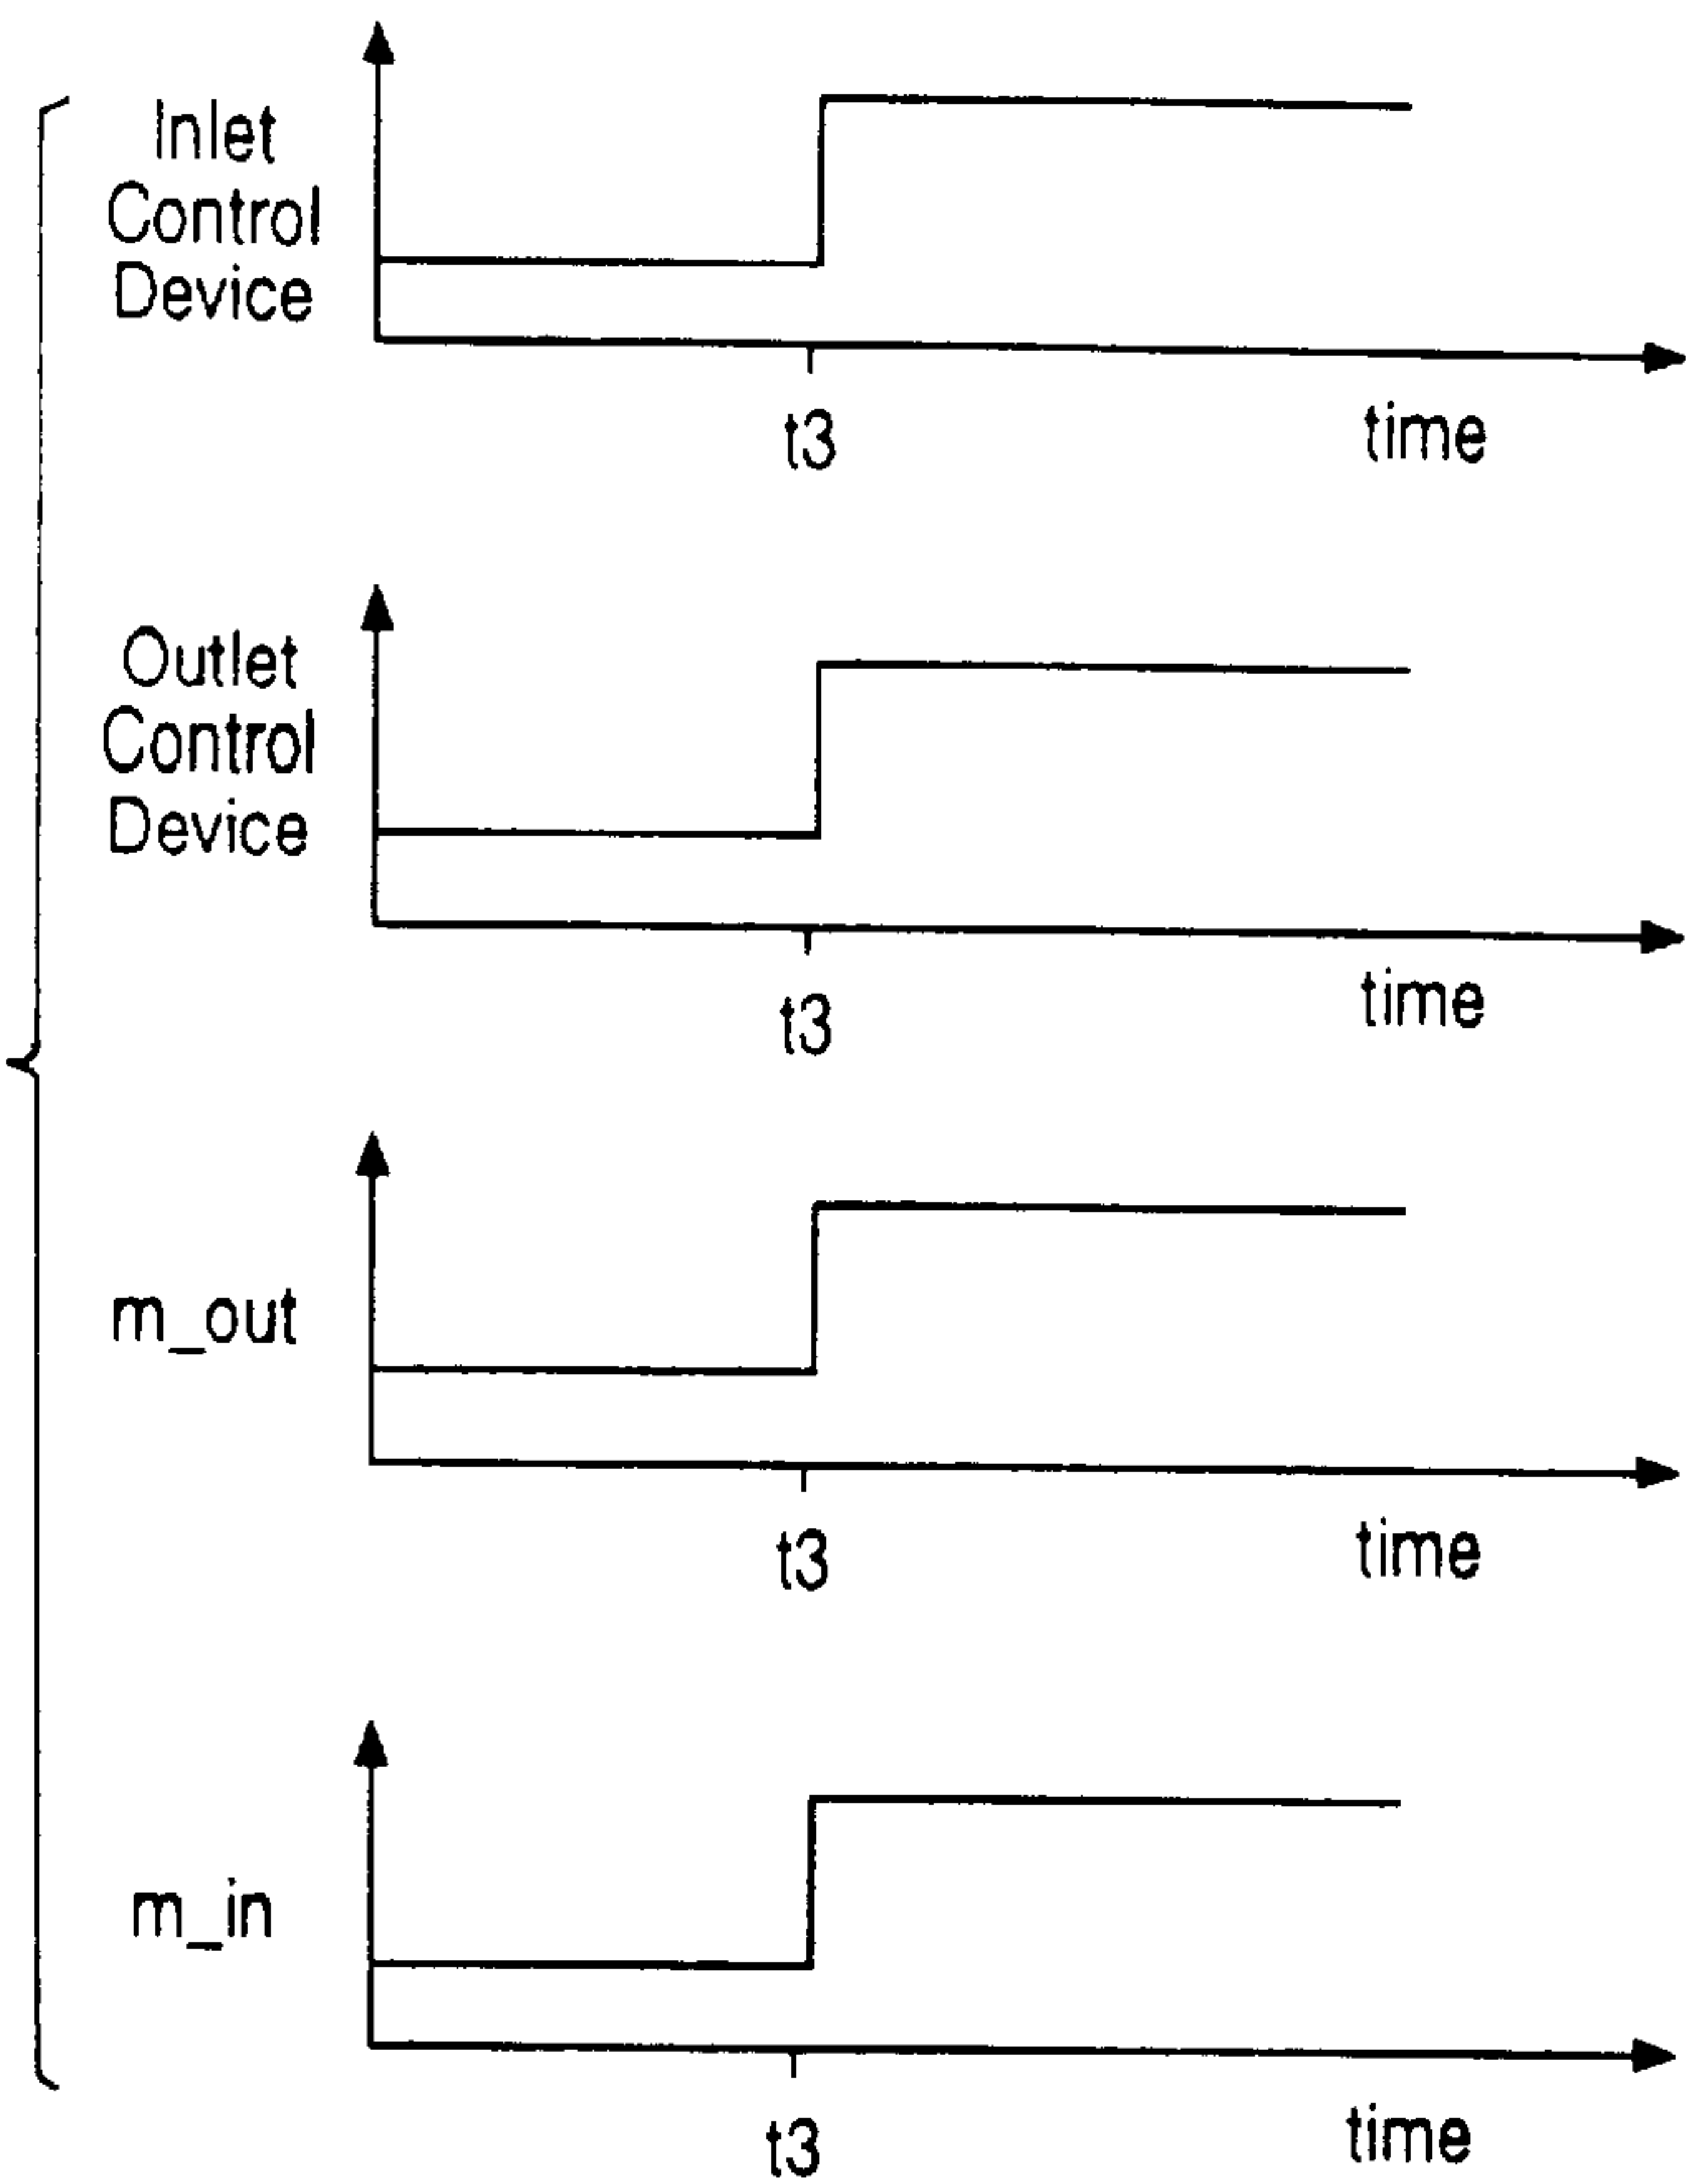 Inlet
Control
Device
t3
time
Outlet
Control
Device
t3
time
m_out
t3
time
m_in
t3
time